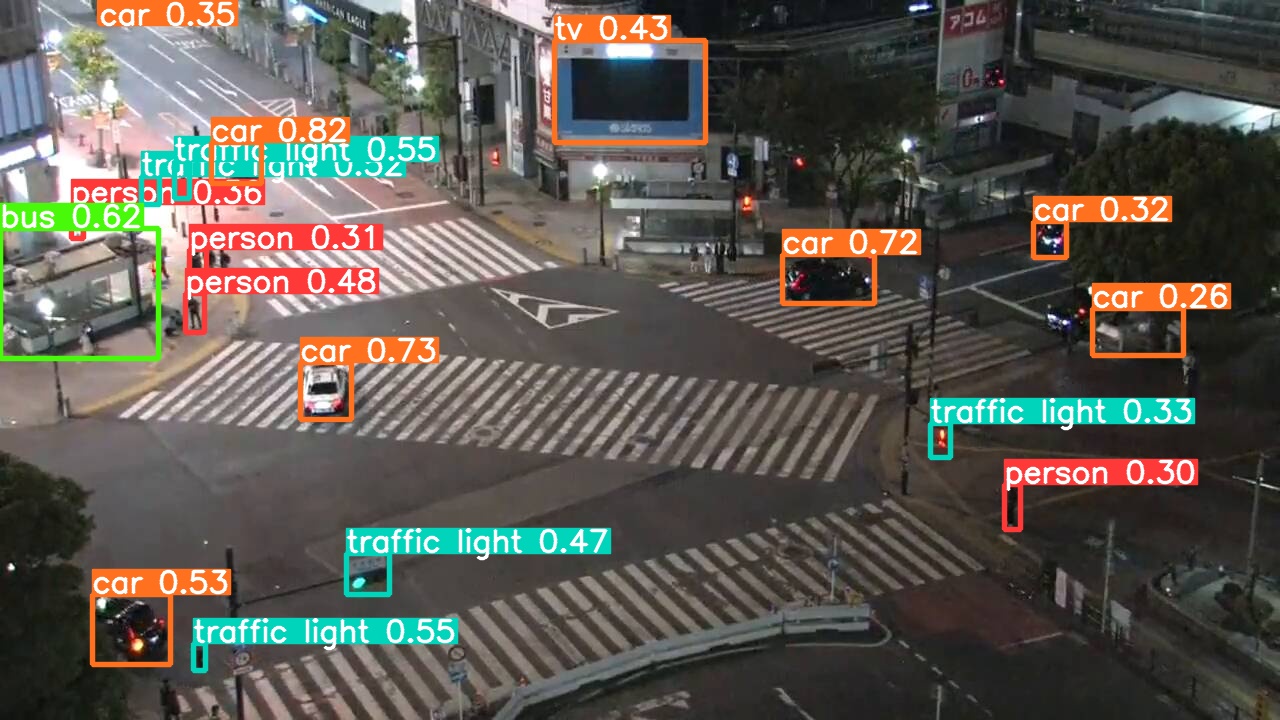 car 0.35
tv 0.43
AMERICAN EAGLE
アコム
car 0.82
traffic light 0.55
traffic light 0.32
person 0.36
bus 0.62
person 0.31
car 0.32
car 0.72
person 0.48
car 0.26
car 0.73
traffic light 0.33
person 0.30
traffic light 0.47
car 0.53
traffic light 0.55